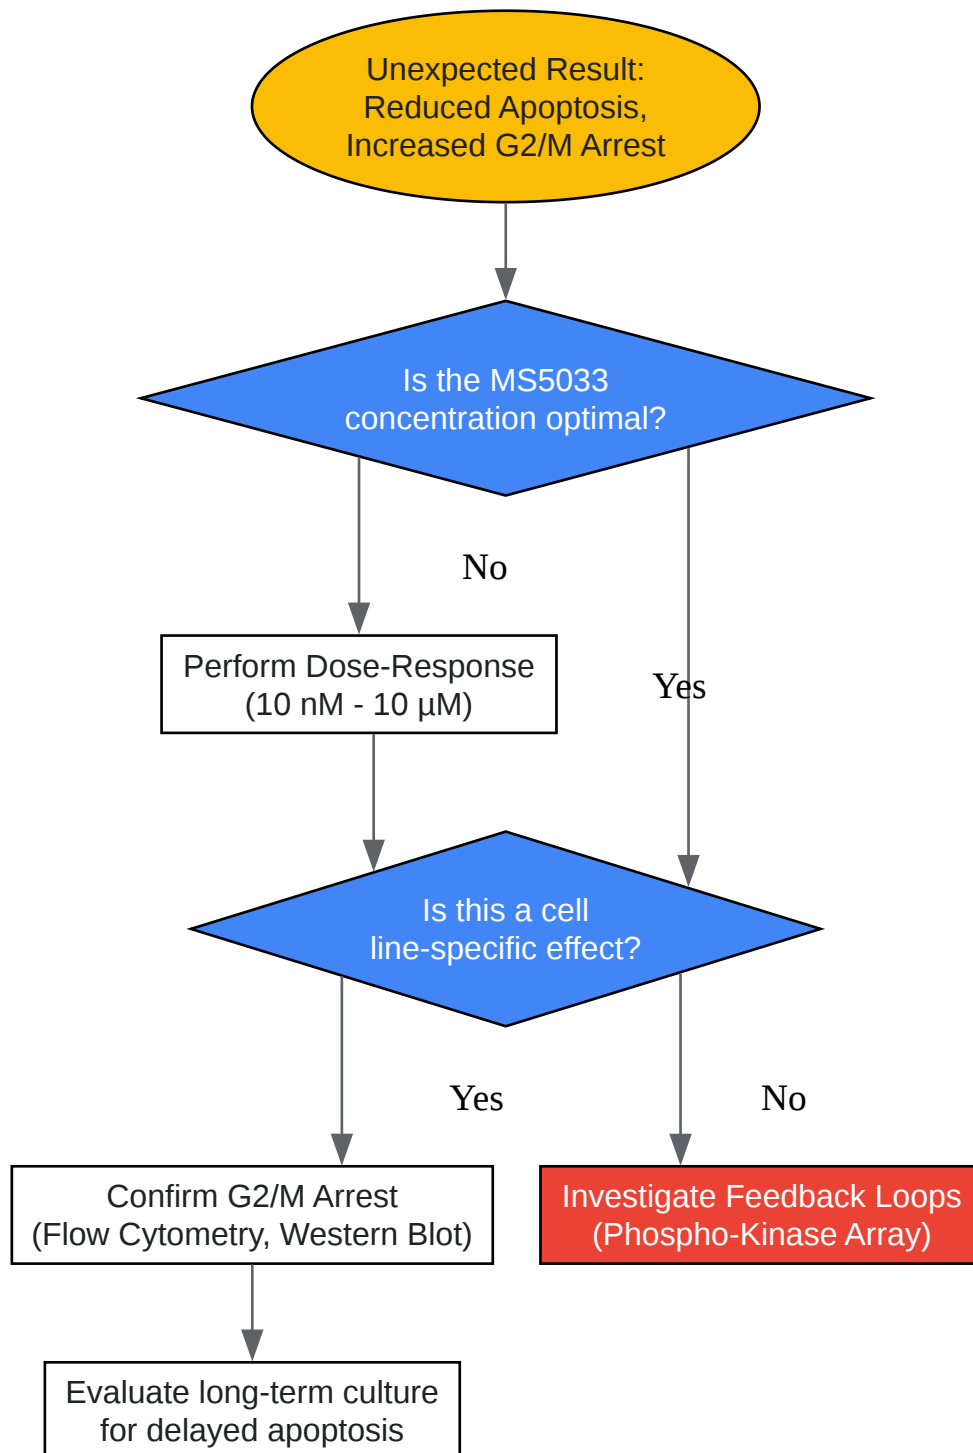 Unexpected Result:
Reduced Apoptosis,
Increased G2/M Arrest
Is the MS5033
concentration optimal?
No
Perform Dose-Response
(10 nM - 10 µM)
Yes
Is this a cell
line-specific effect?
Yes
No
Confirm G2/M Arrest
(Flow Cytometry, Western Blot)
Investigate Feedback Loops
(Phospho-Kinase Array)
Evaluate long-term culture
for delayed apoptosis